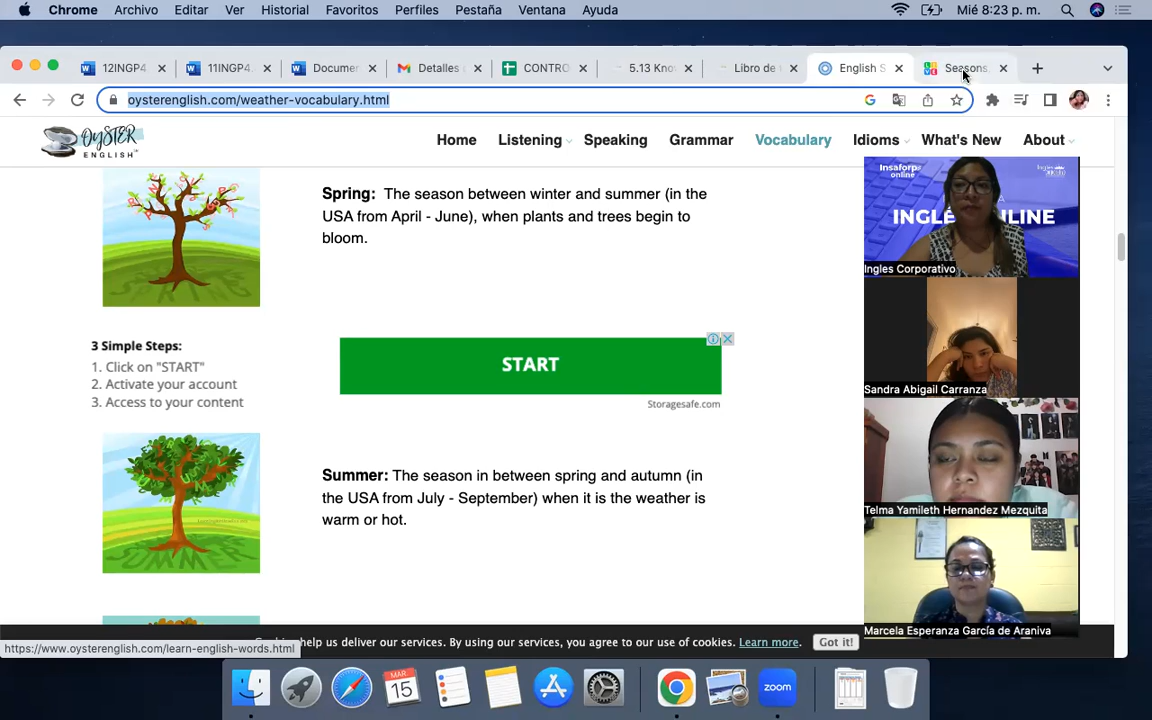 Chrome Archivo Editar Ver Historial Favoritos Perfiles Pestaña Ventana Ayuda Mié 8:23 p. m.
12INGP4 11INGP4 Documen Gmail Detalles CONTRO 5.13 Kno Libro de English S Seasons
oysterenglish.com/weather-vocabulary.html
OYSTER
ENGLISH
Home Listening Speaking Grammar Vocabulary Idioms What's New About
Spring: The season between winter and summer (in the
USA from April - June), when plants and trees begin to
bloom.
3 Simple Steps:
1. Click on "START"
2. Activate your account
3. Access to your content
START
Storagesafe.com
Summer: The season in between spring and autumn (in
the USA from July - September) when it is the weather is
warm or hot.
SUMMER
Insaforp
online
INGLÉ NLINE
Ingles Corporativo
Sandra Abigail Carranza
Telma Yamileth Hernandez Mezquita
Marcela Esperanza García de Araniva
help us deliver our services. By using our services, you agree to our use of cookies. Learn more. Got it!
https://www.oysterenglish.com/learn-english-words.html
MAR
15
zoom